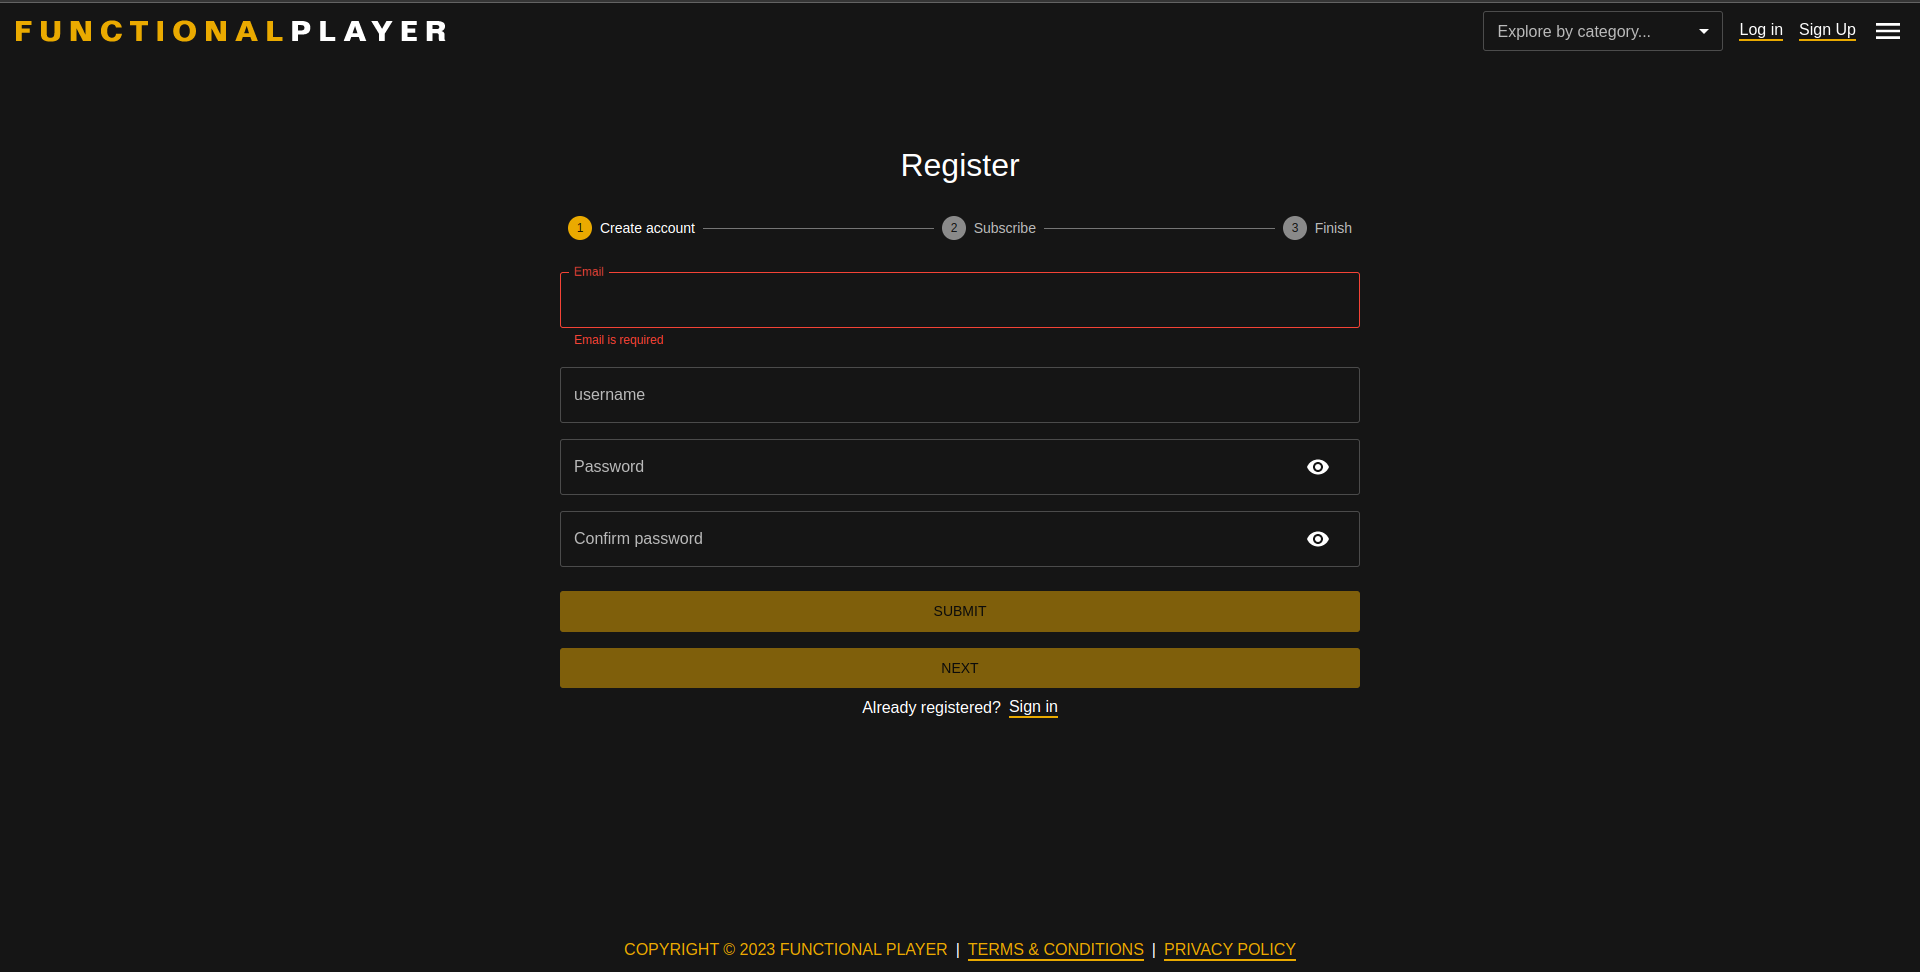 FUNCTIONALPLAYER
Explore by category...
Log in
Sign Up
Register
1 Create account
2 Subscribe
3 Finish
Email
Email is required
username
Password
Confirm password
SUBMIT
NEXT
Already registered? Sign in
COPYRIGHT © 2023 FUNCTIONAL PLAYER | TERMS & CONDITIONS | PRIVACY POLICY